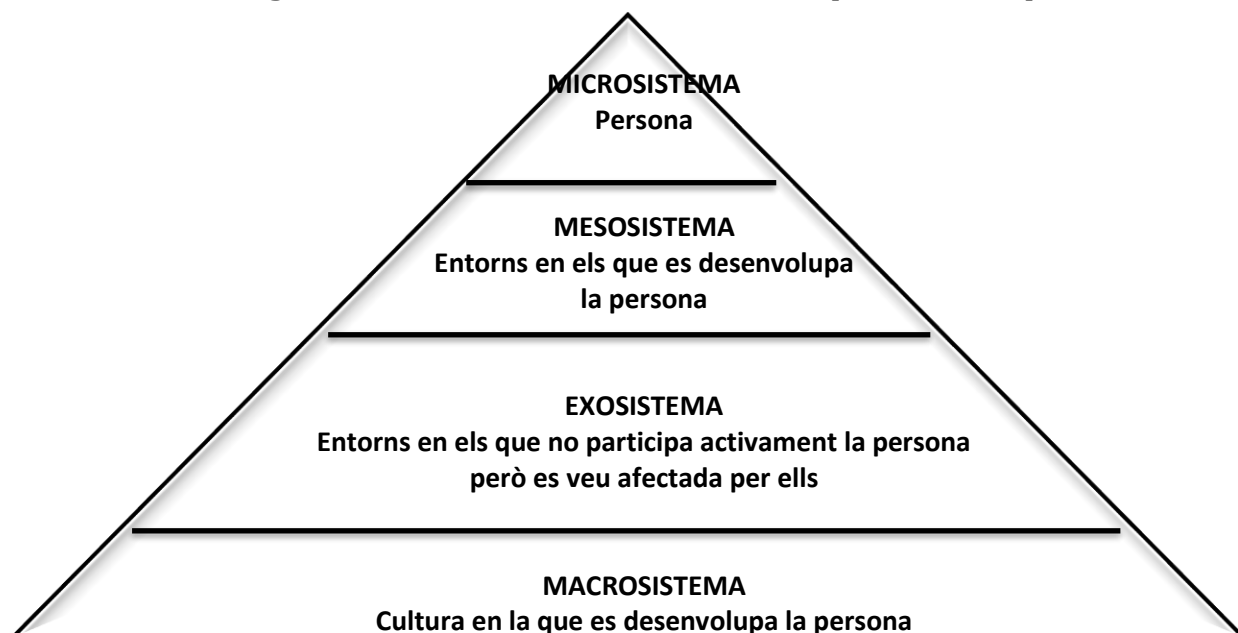 MICROSISTEMA
Persona
MESOSISTEMA
Entorns en els que es desenvolupa
la persona
EXOSISTEMA
Entorns en els que no participa activament la persona
però es veu afectada per ells
MACROSISTEMA
Cultura en la que es desenvolupa la persona